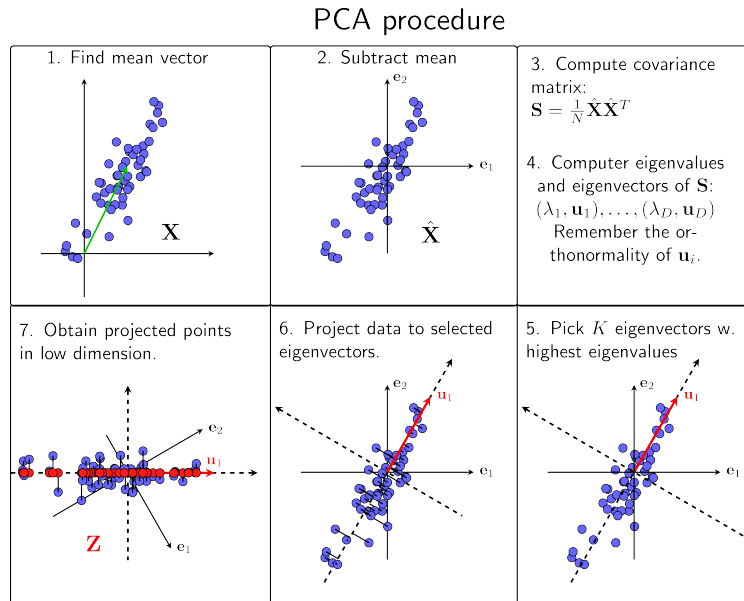 PCA procedure
1. Find mean vector
X
2. Subtract mean
e₂
e₁
X̂
3. Compute covariance
matrix:
S = 1/N X̂X̂ᵀ
4. Computer eigenvalues
and eigenvectors of S:
(λ₁, u₁), . . . , (λ_D, u_D)
Remember the or-
thonormality of uᵢ.
7. Obtain projected points
in low dimension.
e₂
u₁
e₁
Z
6. Project data to selected
eigenvectors.
e₂
u₁
e₁
5. Pick K eigenvectors w.
highest eigenvalues
e₂
u₁
e₁